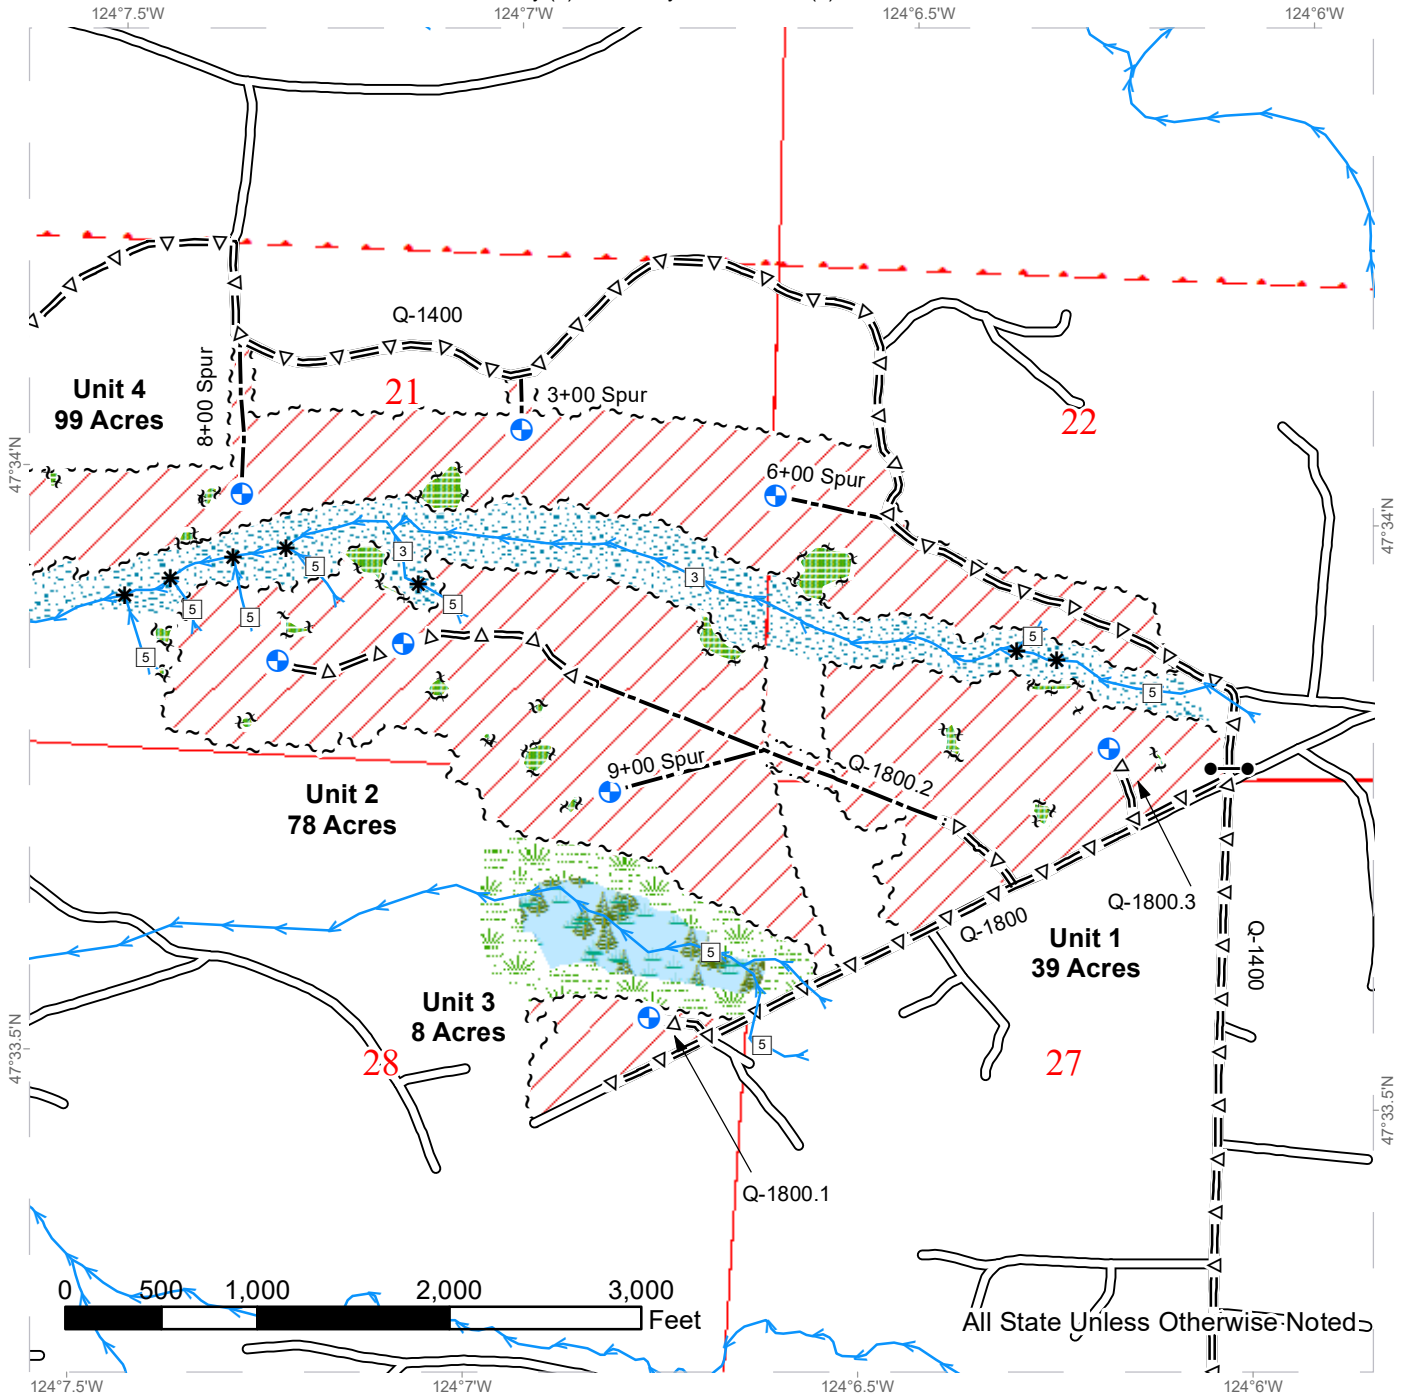 124°7.5'W 124°7'W 124°6.5'W 124°6'W
Q-1400
8+00 Spur
Unit 4
99 Acres
21
3+00 Spur
22
47°34'N
6+00 Spur
47°34'N
3
5
3
5
5
5
5
5
5
9+00 Spur
Q-1800.2
Unit 2
78 Acres
Q-1800.3
Q-1800
Unit 1
39 Acres
Q-1400
5
Unit 3
8 Acres
5
28
27
47°33.5'N
47°33.5'N
Q-1800.1
0 500 1,000 2,000 3,000
Feet
All State Unless Otherwise Noted
124°7.5'W 124°7'W 124°6.5'W 124°6'W